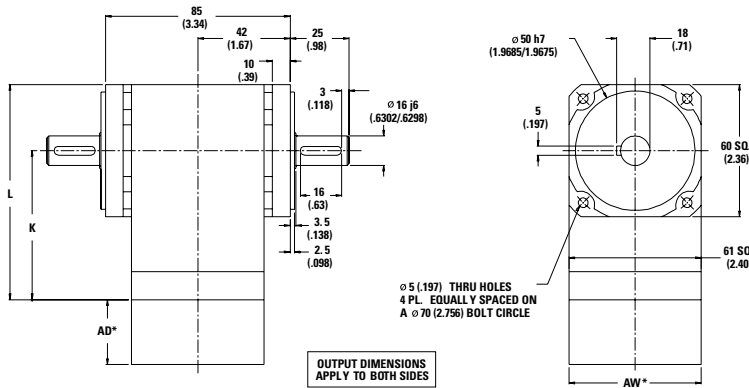 85
(3.34)
42
(1.67)
25
(.98)
10
(.39)
3
(.118)
Ø 16 j6
(.6302/.6298)
16
(.63)
3.5
(.138)
2.5
(.098)
L
K
AD*
OUTPUT DIMENSIONS
APPLY TO BOTH SIDES
Ø 50 h7
(1.9685/1.9675)
18
(.71)
5
(.197)
60 SQ.
(2.36)
61 SQ
(2.40
Ø 5 (.197) THRU HOLES
4 PL. EQUALLY SPACED ON
A Ø 70 (2.756) BOLT CIRCLE
AW*